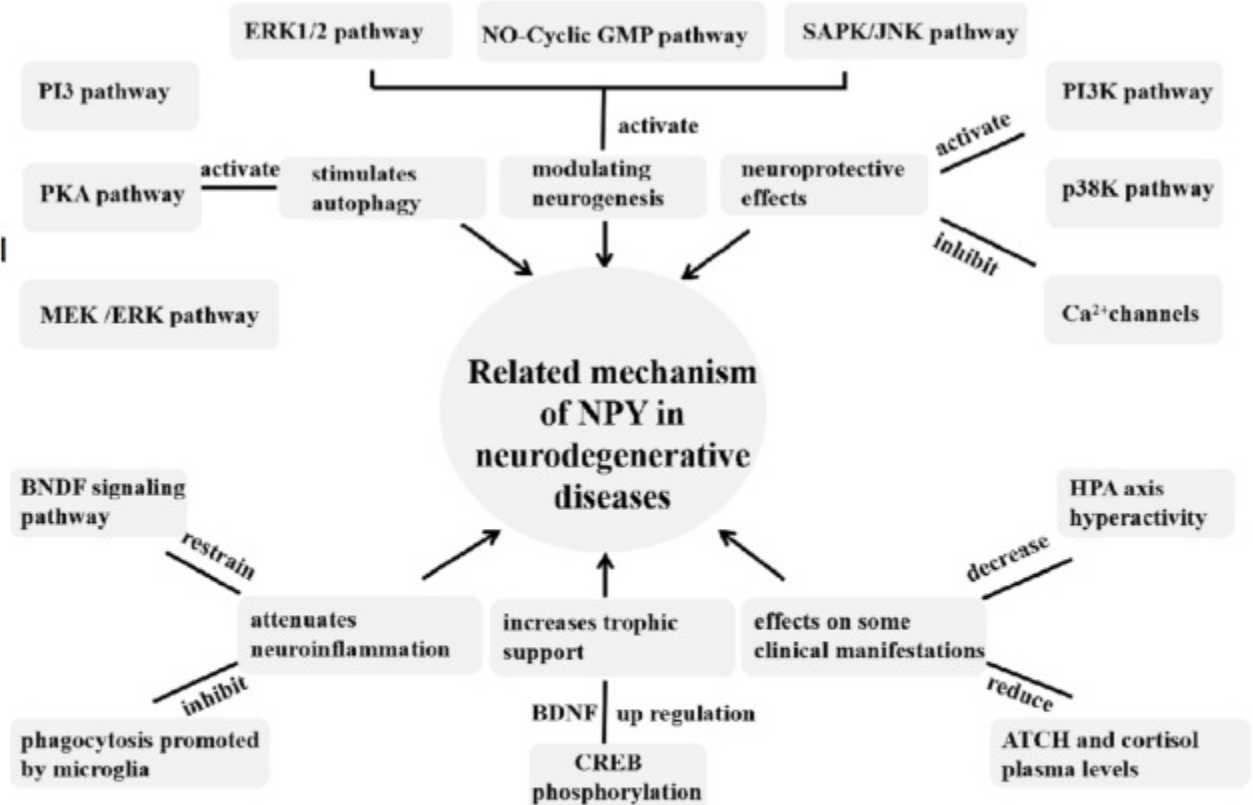 ERK1/2 pathway
NO-Cyclic GMP pathway
SAPK/JNK pathway
PI3 pathway
PI3K pathway
activate
activate
activate
PKA pathway
stimulates
autophagy
modulating
neurogenesis
neuroprotective
effects
p38K pathway
inhibit
MEK /ERK pathway
Ca²⁺channels
Related mechanism
of NPY in
neurodegenerative
diseases
BNDF signaling
pathway
HPA axis
hyperactivity
restrain
decrease
attenuates
neuroinflammation
increases trophic
support
effects on some
clinical manifestations
inhibit
reduce
BDNF
up regulation
phagocytosis promoted
by microglia
CREB
phosphorylation
ATCH and cortisol
plasma levels